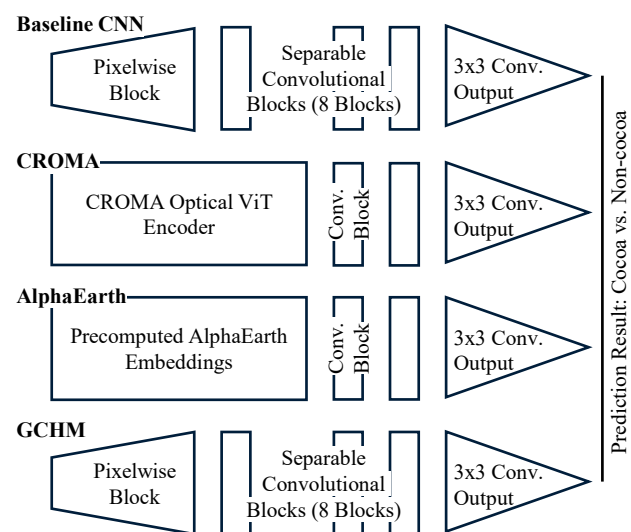 Baseline CNN
Pixelwise
Block
Separable
Convolutional
Blocks (8 Blocks)
3x3 Conv.
Output
CROMA
CROMA Optical ViT
Encoder
Conv.
Block
3x3 Conv.
Output
AlphaEarth
Precomputed AlphaEarth
Embeddings
Conv.
Block
3x3 Conv.
Output
GCHM
Pixelwise
Block
Separable
Convolutional
Blocks (8 Blocks)
3x3 Conv.
Output
Prediction Result: Cocoa vs. Non-cocoa